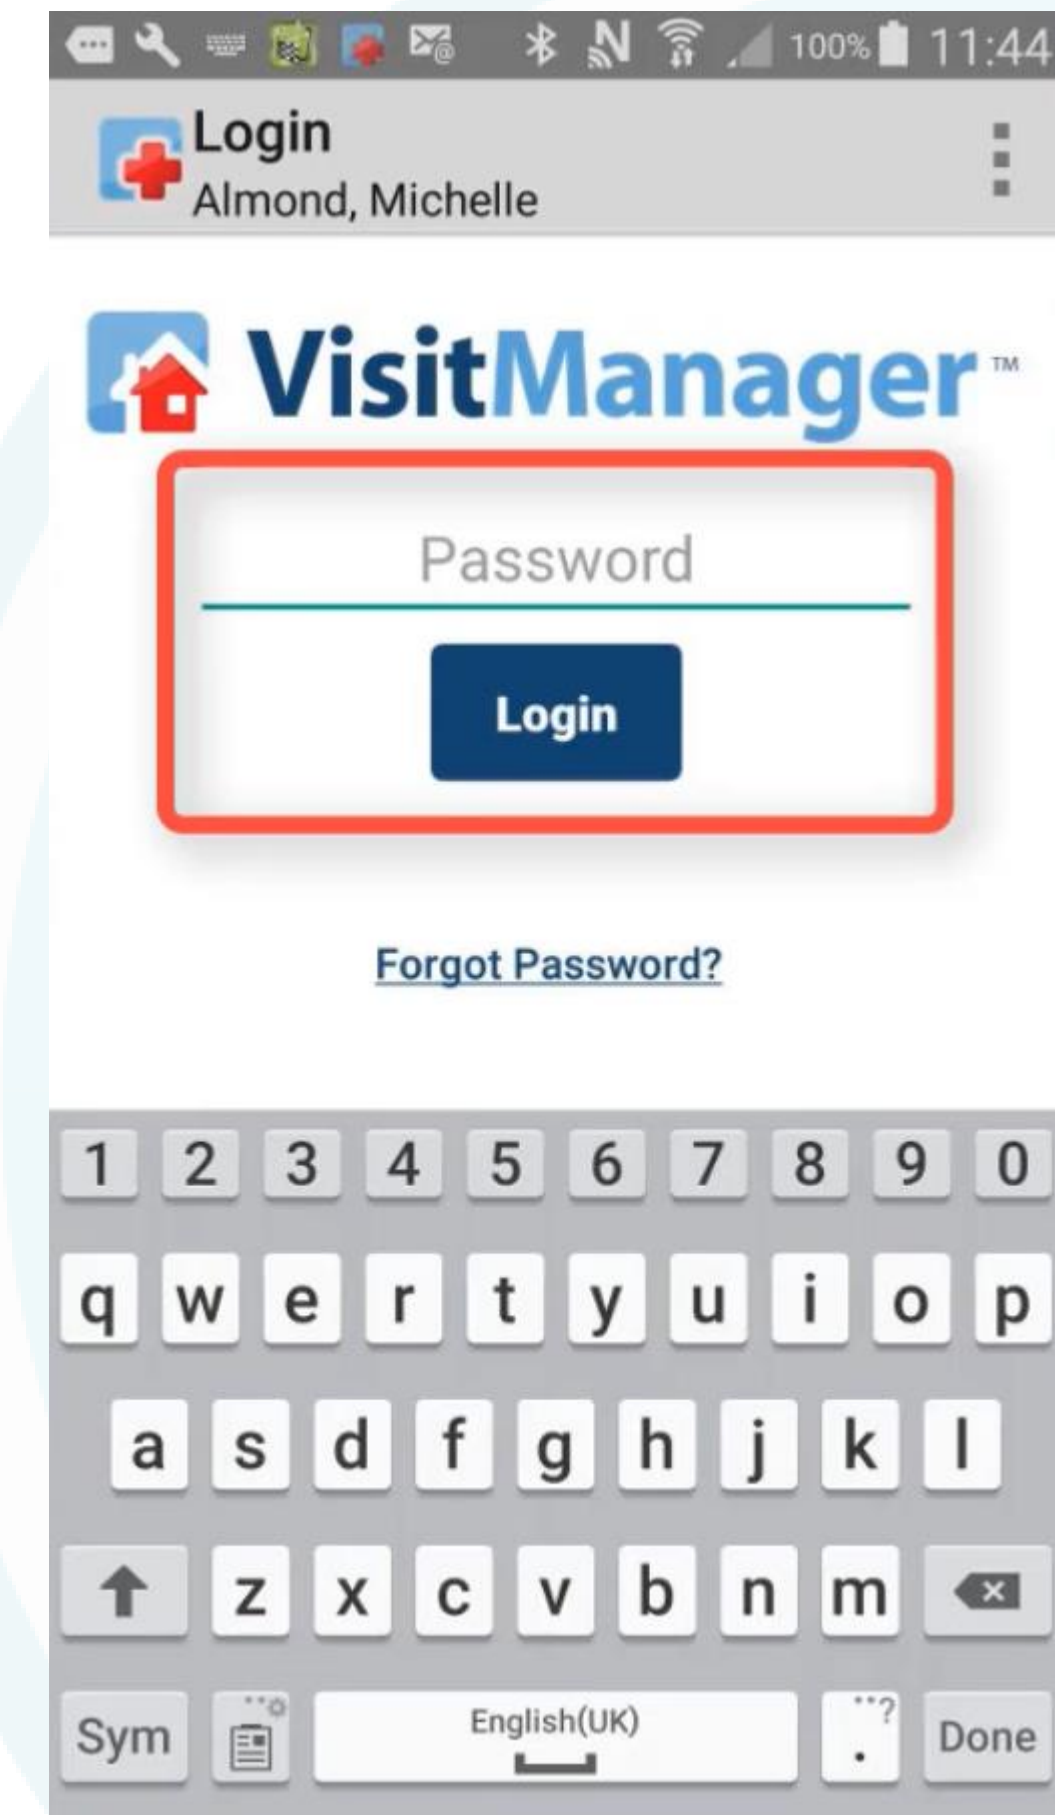 100% 11:44
Login
Almond, Michelle
VisitManager™
Password
Login
Forgot Password?
1 2 3 4 5 6 7 8 9 0
q w e r t y u i o p
a s d f g h j k l
z x c v b n m
Sym English(UK) . ? Done